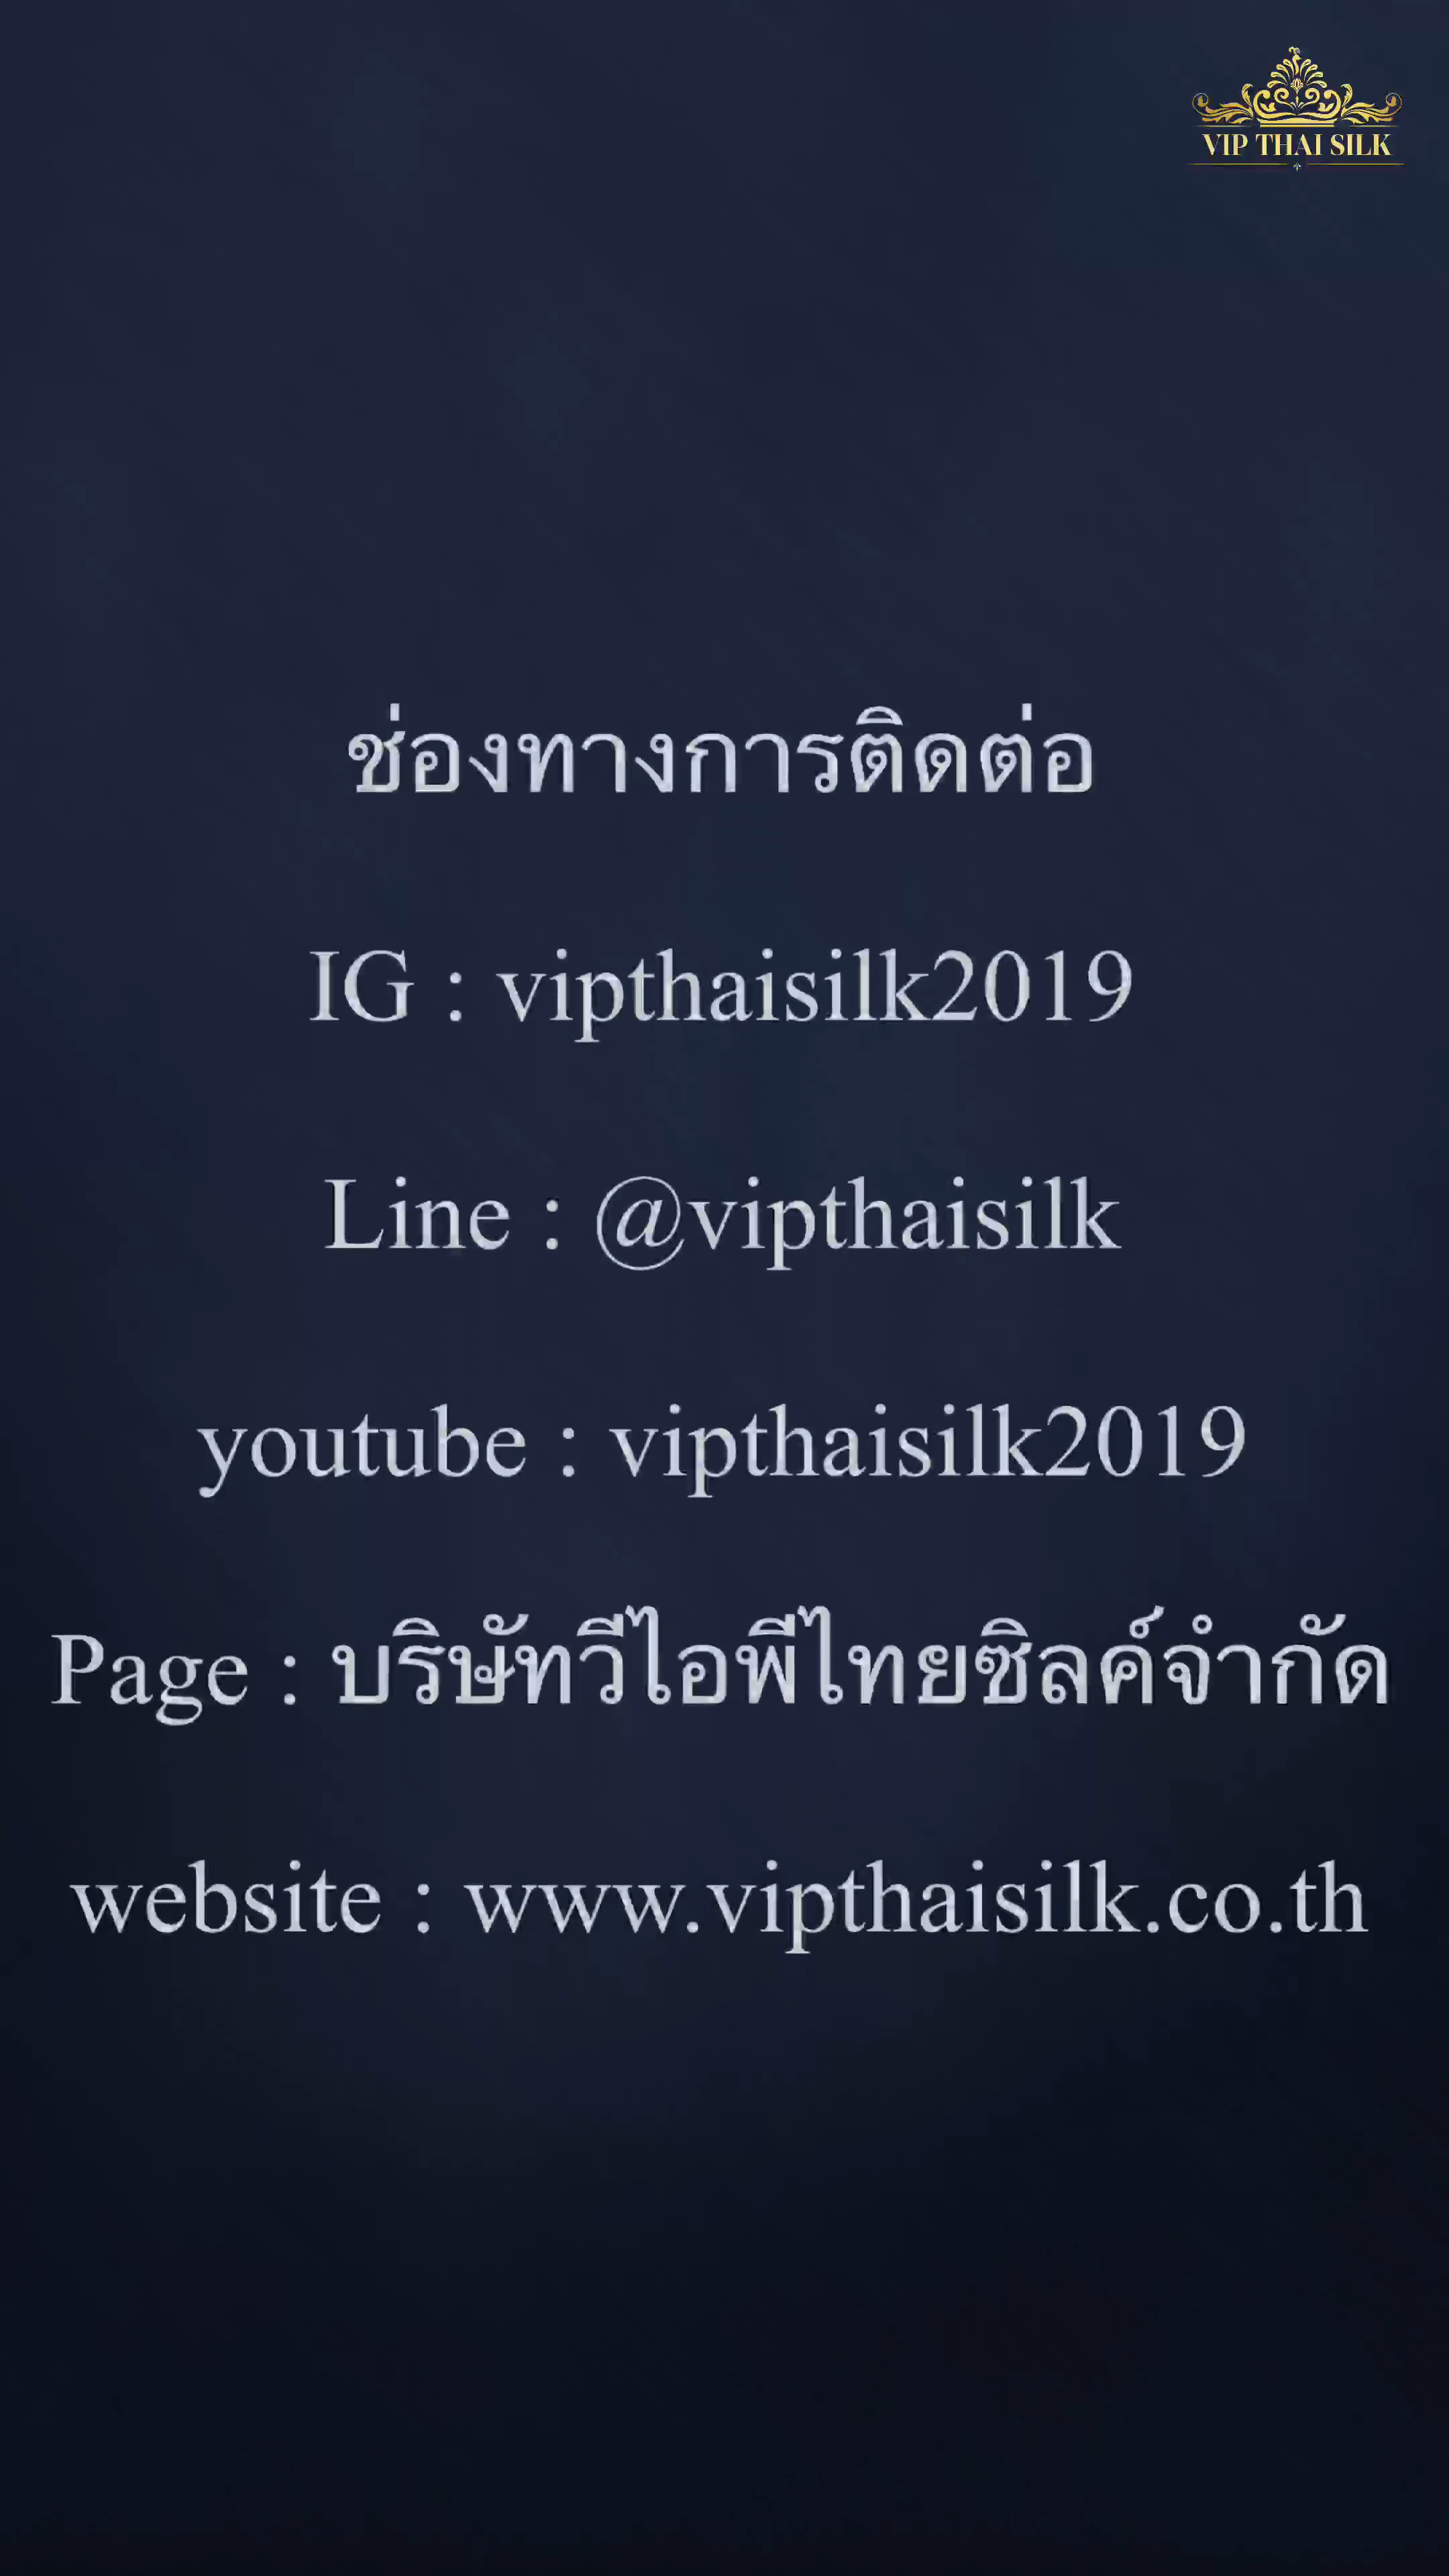 VIP THAI SILK
ช่องทางการติดต่อ
IG : vipthaisilk2019
Line : @vipthaisilk
youtube : vipthaisilk2019
Page : บริษัทวีไอพีไทยซิลค์จำกัด
website : www.vipthaisilk.co.th